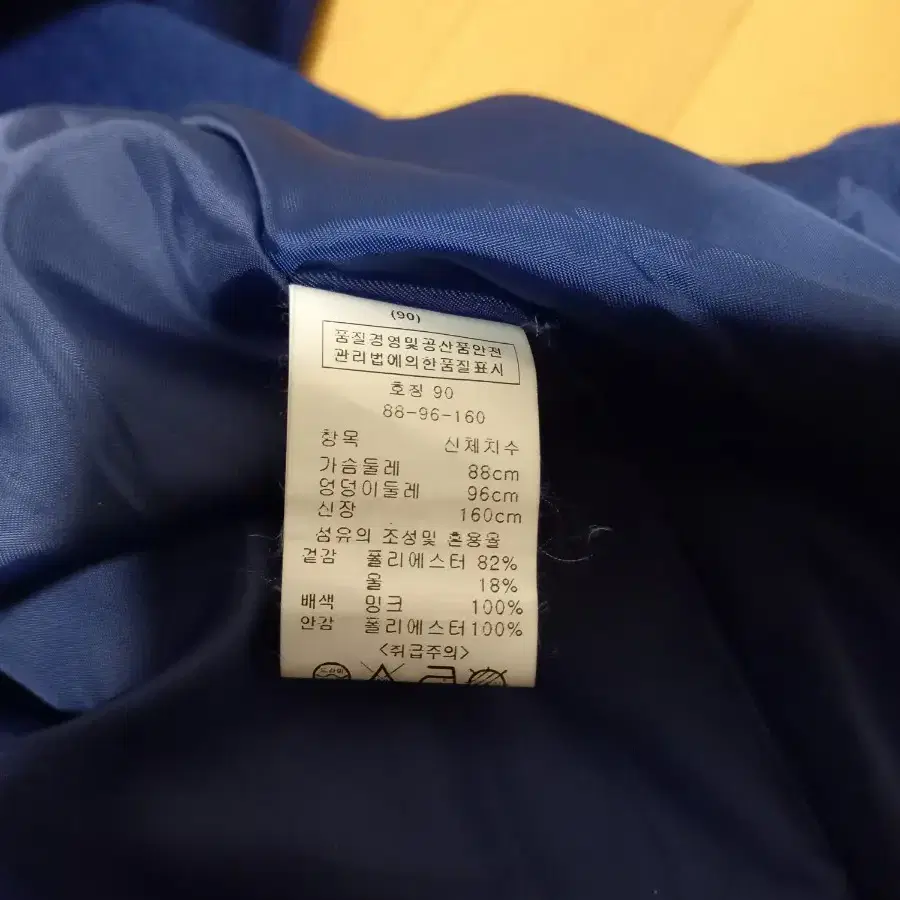 (90)
품질경영및공산품안전
관리법에의한품질표시
호칭 90
88-96-160
항목 신체치수
가슴둘레 88cm
엉덩이둘레 96cm
신장 160cm
섬유의 조성및 혼용율
겉감 폴리에스터 82%
울 18%
배색 밍크 100%
안감 폴리에스터100%
<취급주의>